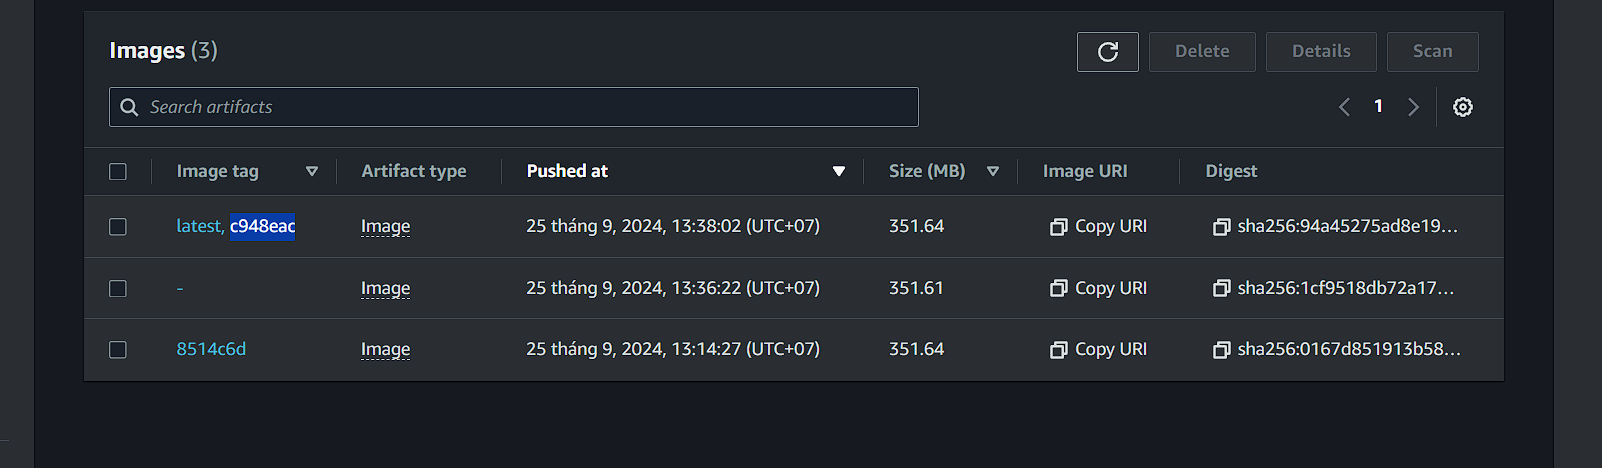 Images (3)
Delete
Details
Scan
Search artifacts
1
Image tag Artifact type Pushed at Size (MB) Image URI Digest
latest, c948eac Image 25 tháng 9, 2024, 13:38:02 (UTC+07) 351.64 Copy URI sha256:94a45275ad8e19...
- Image 25 tháng 9, 2024, 13:36:22 (UTC+07) 351.61 Copy URI sha256:1cf9518db72a17...
8514c6d Image 25 tháng 9, 2024, 13:14:27 (UTC+07) 351.64 Copy URI sha256:0167d851913b58...